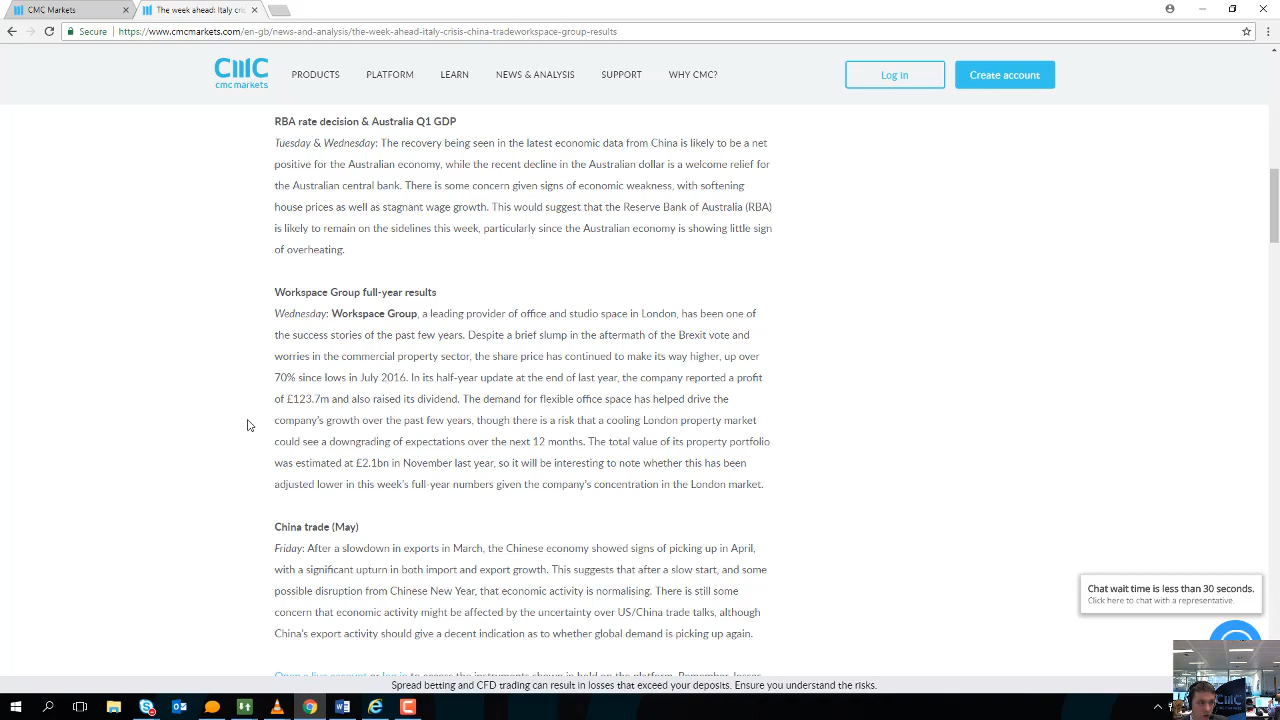 CMC Markets
The week ahead: Italy cri
Secure
https://www.cmcmarkets.com/en-gb/news-and-analysis/the-week-ahead-italy-crisis-china-tradeworkspace-group-results
cmc markets
PRODUCTS PLATFORM LEARN NEWS & ANALYSIS SUPPORT WHY CMC?
Log in
Create account
RBA rate decision & Australia Q1 GDP
Tuesday & Wednesday: The recovery being seen in the latest economic data from China is likely to be a net
positive for the Australian economy, while the recent decline in the Australian dollar is a welcome relief for
the Australian central bank. There is some concern given signs of economic weakness, with softening
house prices as well as stagnant wage growth. This would suggest that the Reserve Bank of Australia (RBA)
is likely to remain on the sidelines this week, particularly since the Australian economy is showing little sign
of overheating.
Workspace Group full-year results
Wednesday: Workspace Group, a leading provider of office and studio space in London, has been one of
the success stories of the past few years. Despite a brief slump in the aftermath of the Brexit vote and
worries in the commercial property sector, the share price has continued to make its way higher, up over
70% since lows in July 2016. In its half-year update at the end of last year, the company reported a profit
of £123.7m and also raised its dividend. The demand for flexible office space has helped drive the
company's growth over the past few years, though there is a risk that a cooling London property market
could see a downgrading of expectations over the next 12 months. The total value of its property portfolio
was estimated at £2.1bn in November last year, so it will be interesting to note whether this has been
adjusted lower in this week's full-year numbers given the company's concentration in the London market.
China trade (May)
Friday: After a slowdown in exports in March, the Chinese economy showed signs of picking up in April,
with a significant upturn in both import and export growth. This suggests that after a slow start, and some
possible disruption from Chinese New Year, that economic activity is normalising. There is still some
concern that economic activity might be affected by the uncertainty over US/China trade talks, although
China's export activity should give a decent indication as to whether global demand is picking up again.
Open a live account or log in to access the instruments shown in bold on the platform. Remember, losses
Chat wait time is less than 30 seconds.
Click here to chat with a representative.
Spread betting and CFD trading can result in losses that exceed your deposits. Ensure you understand the risks.